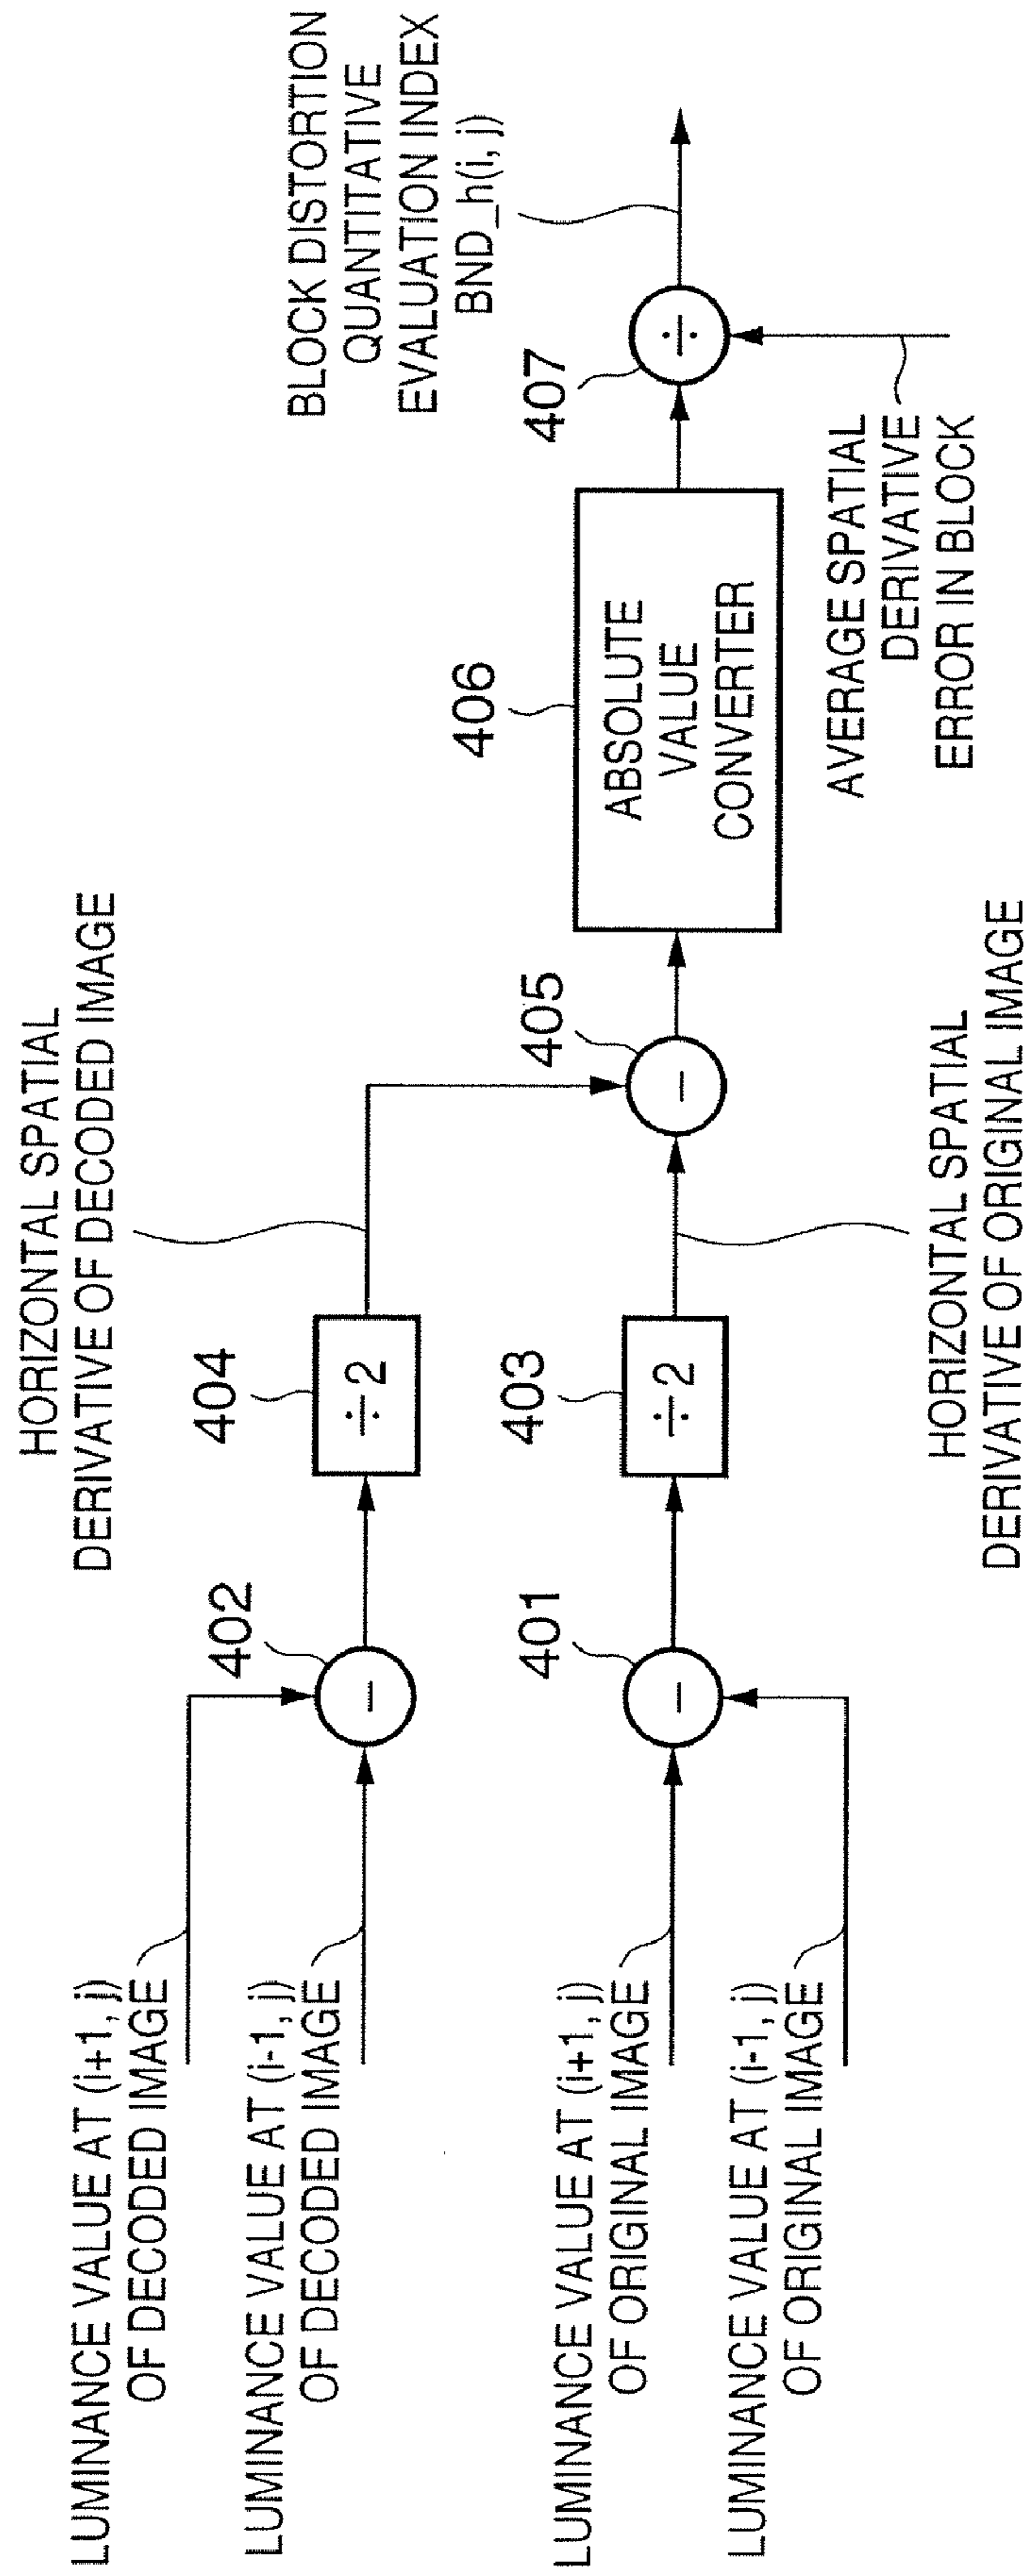 LUMINANCE VALUE AT (i+1, j)
OF DECODED IMAGE
LUMINANCE VALUE AT (i-1, j)
OF DECODED IMAGE
LUMINANCE VALUE AT (i+1, j)
OF ORIGINAL IMAGE
LUMINANCE VALUE AT (i-1, j)
OF ORIGINAL IMAGE
402
−
401
−
404
÷2
403
÷2
HORIZONTAL SPATIAL
DERIVATIVE OF DECODED IMAGE
HORIZONTAL SPATIAL
DERIVATIVE OF ORIGINAL IMAGE
405
−
406
ABSOLUTE
VALUE
CONVERTER
407
÷
AVERAGE SPATIAL
DERIVATIVE
ERROR IN BLOCK
BLOCK DISTORTION
QUANTITATIVE
EVALUATION INDEX
BND_h(i, j)